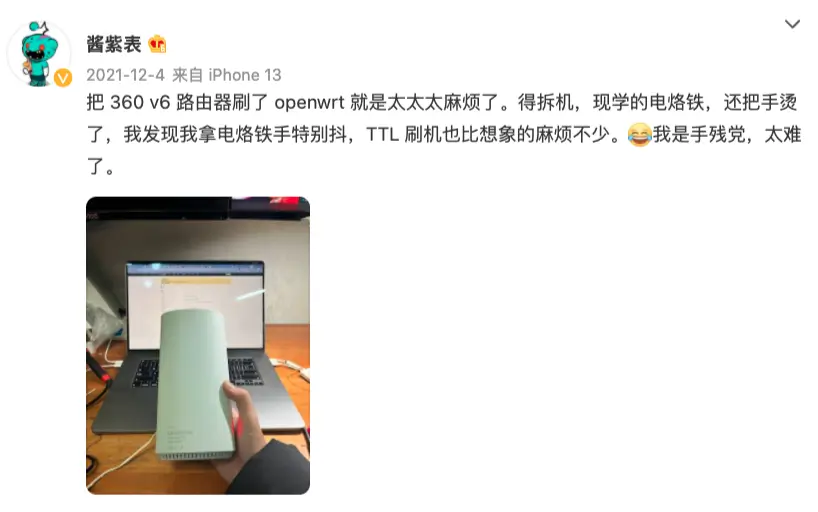 酱紫表
2021-12-4 来自 iPhone 13
把 360 v6 路由器刷了 openwrt 就是太太太麻烦了。得拆机，现学的电烙铁，还把手烫
了，我发现我拿电烙铁手特别抖，TTL 刷机也比想象的麻烦不少。😂我是手残党，太难
了。